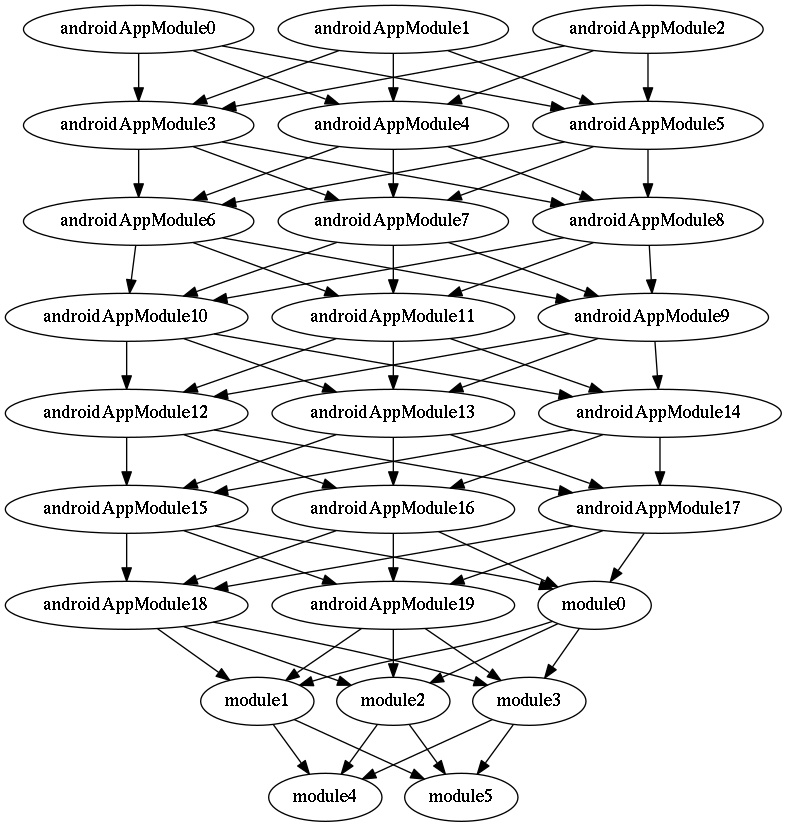 androidAppModule0
androidAppModule1
androidAppModule2
androidAppModule3
androidAppModule4
androidAppModule5
androidAppModule6
androidAppModule7
androidAppModule8
androidAppModule10
androidAppModule11
androidAppModule9
androidAppModule12
androidAppModule13
androidAppModule14
androidAppModule15
androidAppModule16
androidAppModule17
androidAppModule18
androidAppModule19
module0
module1
module2
module3
module4
module5